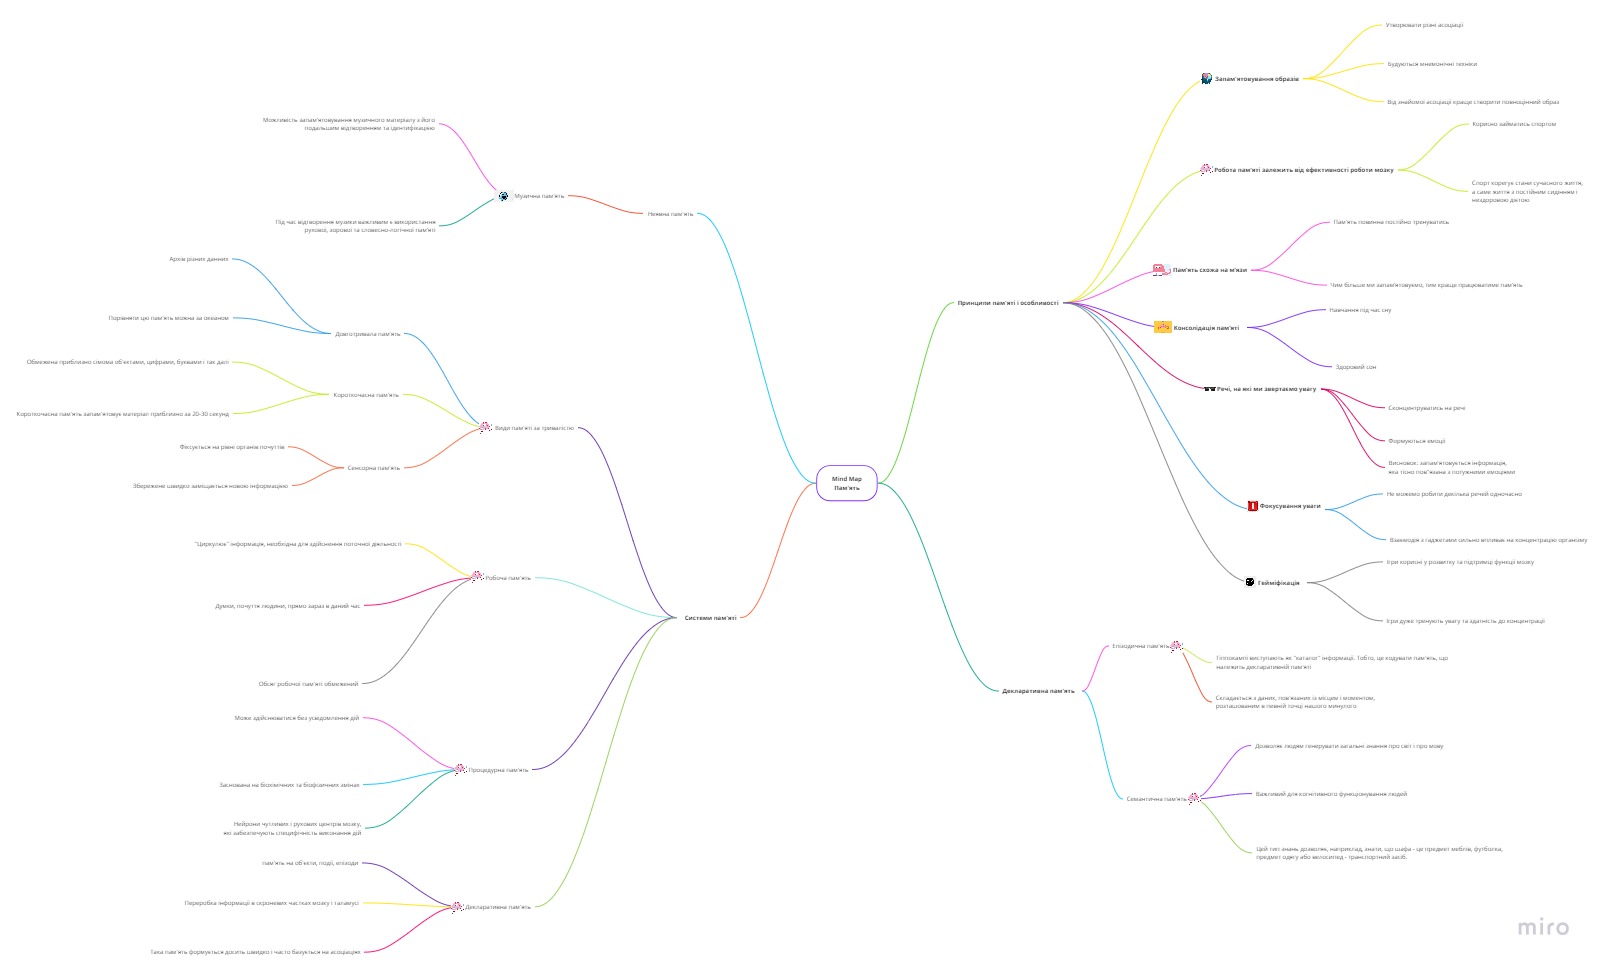 Mind Map
Пам'ять
Принципи пам'яті і особливості
Запам'ятовування образів
Утворювати різні асоціації
Будуються мнемонічні техніки
Від знайомої асоціації краще створити повноцінний образ
Робота пам'яті залежить від ефективності роботи мозку
Корисно займатись спортом
Спорт корегує стани сучасного життя,
а саме життя з постійним сидінням і
нездоровою дієтою
Пам'ять схожа на м'язи
Пам'ять повинна постійно тренуватись
Чим більше ми запам'ятовуємо, тим краще працюватиме пам'ять
Консолідація пам'яті
Навчання під час сну
Здоровий сон
Речі, на які ми звертаємо увагу
Сконцентруватись на речі
Формуються емоції
Висновок: запам'ятовується інформація,
яка тісно пов"язана з потужними емоціями
Фокусування уваги
Не можемо робити декілька речей одночасно
Взаємодія з гаджетами сильно впливає на концентрацію організму
Гейміфікація
Ігри корисні у розвитку та підтримці функції мозку
Ігри дуже тренують увагу та здатність до концентрації
Декларативна пам'ять
Епізодична пам'ять
Гіппокампі виступають як "каталог" інформації. Тобто, це кодувати пам'ять, що
належить декларативній пам'яті
Складається з даних, пов'язаних із місцем і моментом,
розташованим в певній точці нашого минулого
Семантична пам'ять
Дозволяє людям генерувати загальні знання про світ і про мову
Важливий для когнітивного функціонування людей
Цей тип знань дозволяє, наприклад, знати, що шафа - це предмет меблів, футболка,
предмет одягу або велосипед - транспортний засіб.
Неявна пам'ять
Музична пам'ять
Можливість запам'ятовування музичного матеріалу з його
подальшим відтворенням та ідентифікацією
Під час відтворення музики важливим є використання
рухової, зорової та словесно-логічної пам'яті
Системи пам'яті
Види пам'яті за тривалістю
Довготривала пам'ять
Архів різних данних
Порівняти цю пам'ять можна за океаном
Короткочасна пам'ять
Обмежена приблизно сімома об'єктами, цифрами, буквами і так далі
Короткочасна пам'ять запам'ятовує матеріал приблизно за 20-30 секунд
Сенсорна пам'ять
Фіксується на рівні органів почуттів
Збережене швидко заміщається новою інформацією
Робоча пам'ять
"Циркулює" інформація, необхідна для здійснення поточної діяльності
Думки, почуття людини, прямо зараз в даний час
Обсяг робочої пам'яті обмежений
Процедурна пам'ять
Може здійснюватися без усвідомлення дій
Заснована на біохімічних та біофізичних змінах
Нейрони чутливих і рухових центрів мозку,
які забезпечують специфічність виконання дій
Декларативна пам'ять
пам'ять на об'єкти, події, епізоди
Переробка інформації в скроневих частках мозку і таламусі
Така пам'ять формується досить швидко і часто базується на асоціаціях
miro